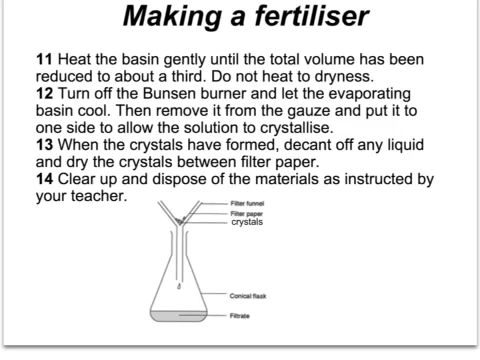 Making a fertiliser
11 Heat the basin gently until the total volume has been
reduced to about a third. Do not heat to dryness.
12 Turn off the Bunsen burner and let the evaporating
basin cool. Then remove it from the gauze and put it to
one side to allow the solution to crystallise.
13 When the crystals have formed, decant off any liquid
and dry the crystals between filter paper.
14 Clear up and dispose of the materials as instructed by
your teacher.
Filter funnel
Filter paper
crystals
Conical flask
Filtrate